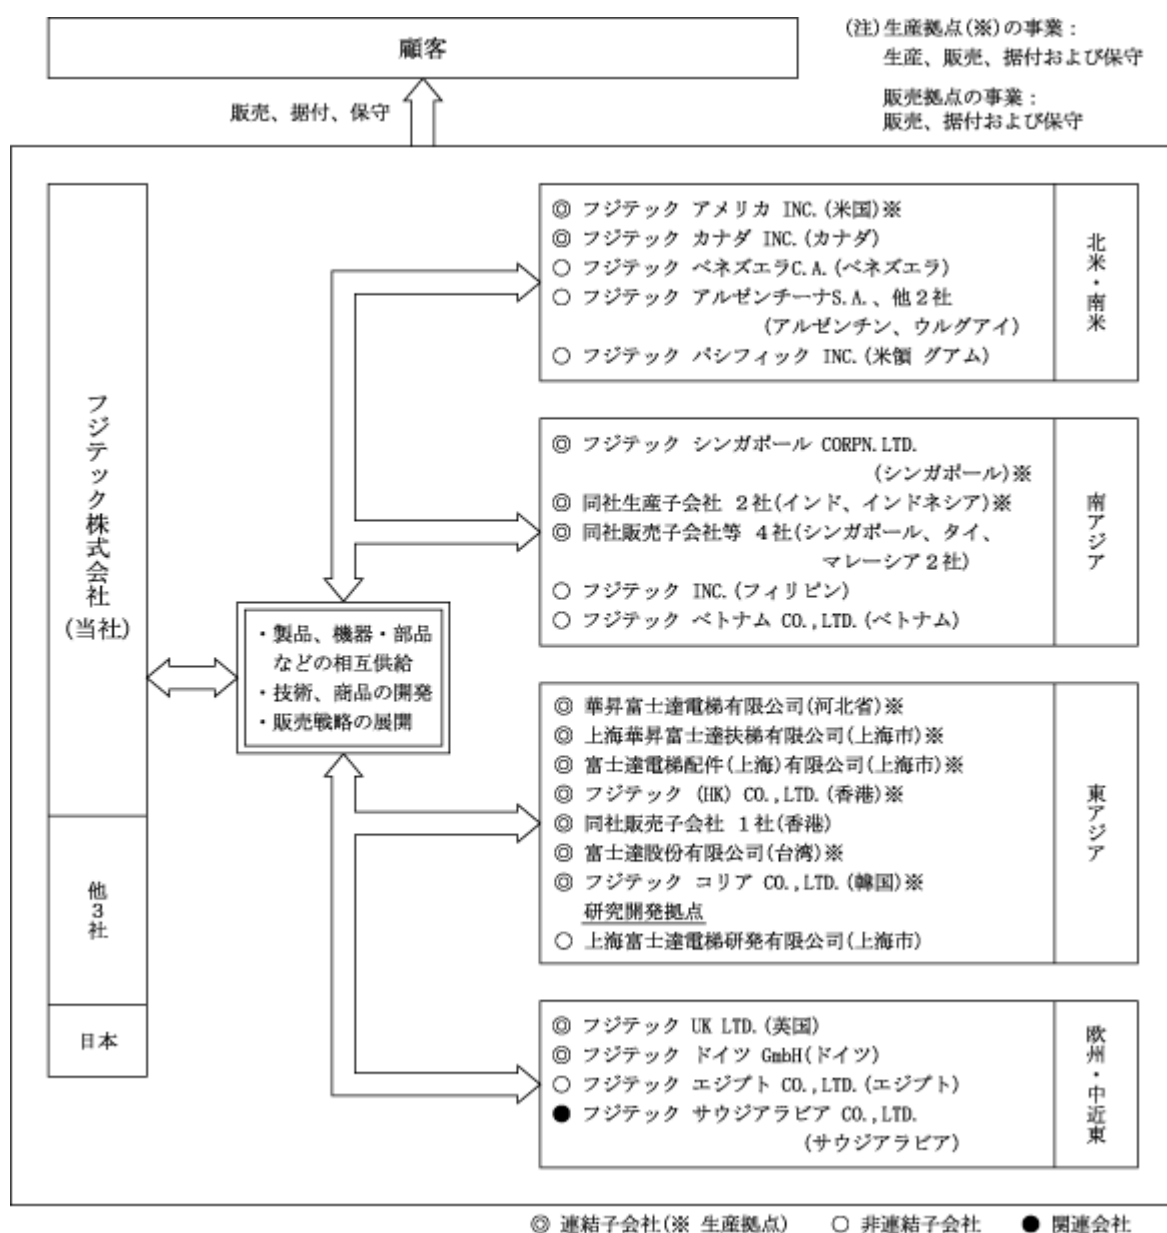 顧客
(注)生産拠点(※)の事業：
生産、販売、据付および保守
販売拠点の事業：
販売、据付および保守
販売、据付、保守
フジテック株式会社
(当社)
他3社
日本
・製品、機器・部品
などの相互供給
・技術、商品の開発
・販売戦略の展開
◎ フジテック アメリカ INC.(米国)※
◎ フジテック カナダ INC.(カナダ)
○ フジテック ベネズエラC.A.(ベネズエラ)
○ フジテック アルゼンチーナS.A.、他２社
(アルゼンチン、ウルグアイ)
○ フジテック パシフィック INC.(米領 グアム)
北米・南米
◎ フジテック シンガポール CORPN.LTD.
(シンガポール)※
◎ 同社生産子会社 ２社(インド、インドネシア)※
◎ 同社販売子会社等 ４社(シンガポール、タイ、
マレーシア２社)
○ フジテック INC.(フィリピン)
○ フジテック ベトナム CO.,LTD.(ベトナム)
南アジア
◎ 華昇富士達電梯有限公司(河北省)※
◎ 上海華昇富士達扶梯有限公司(上海市)※
◎ 富士達電梯配件(上海)有限公司(上海市)※
◎ フジテック (HK) CO.,LTD.(香港)※
◎ 同社販売子会社 １社(香港)
◎ 富士達股份有限公司(台湾)※
◎ フジテック コリア CO.,LTD.(韓国)※
研究開発拠点
○ 上海富士達電梯研発有限公司(上海市)
東アジア
◎ フジテック UK LTD.(英国)
◎ フジテック ドイツ GmbH(ドイツ)
○ フジテック エジプト CO.,LTD.(エジプト)
● フジテック サウジアラビア CO.,LTD.
(サウジアラビア)
欧州・中近東
◎ 連結子会社(※ 生産拠点) ○ 非連結子会社 ● 関連会社